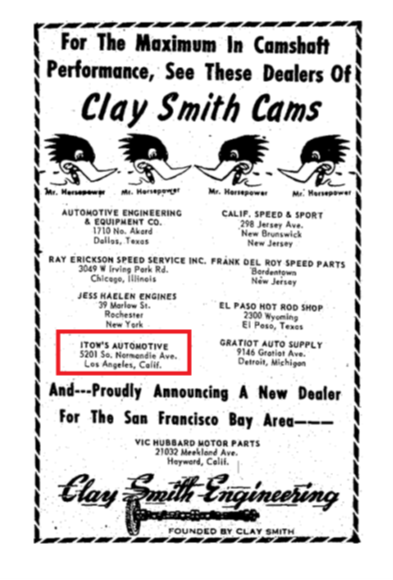 For The Maximum In Camshaft
Performance, See These Dealers Of
Clay Smith Cams
Mr. Horsepower
Mr. Horsepower
Mr. Horsepower
Mr. Horsepower
AUTOMOTIVE ENGINEERING
& EQUIPMENT CO.
1710 No. Akard
Dallas, Texas
CALIF. SPEED & SPORT
298 Jersey Ave.
New Brunswick
New Jersey
RAY ERICKSON SPEED SERVICE INC.
3049 W Irving Park Rd.
Chicago, Illinois
FRANK DEL ROY SPEED PARTS
Bordentown
New Jersey
JESS HAELEN ENGINES
39 Marlow St.
Rochester
New York
EL PASO HOT ROD SHOP
2300 Wyoming
El Paso, Texas
ITOW'S AUTOMOTIVE
5201 So. Normandie Ave.
Los Angeles, Calif.
GRATIOT AUTO SUPPLY
9146 Gratiot Ave.
Detroit, Michigan
And---Proudly Announcing A New Dealer
For The San Francisco Bay Area———
VIC HUBBARD MOTOR PARTS
21032 Meekland Ave.
Hayward, Calif.
Clay Smith Engineering
FOUNDED BY CLAY SMITH